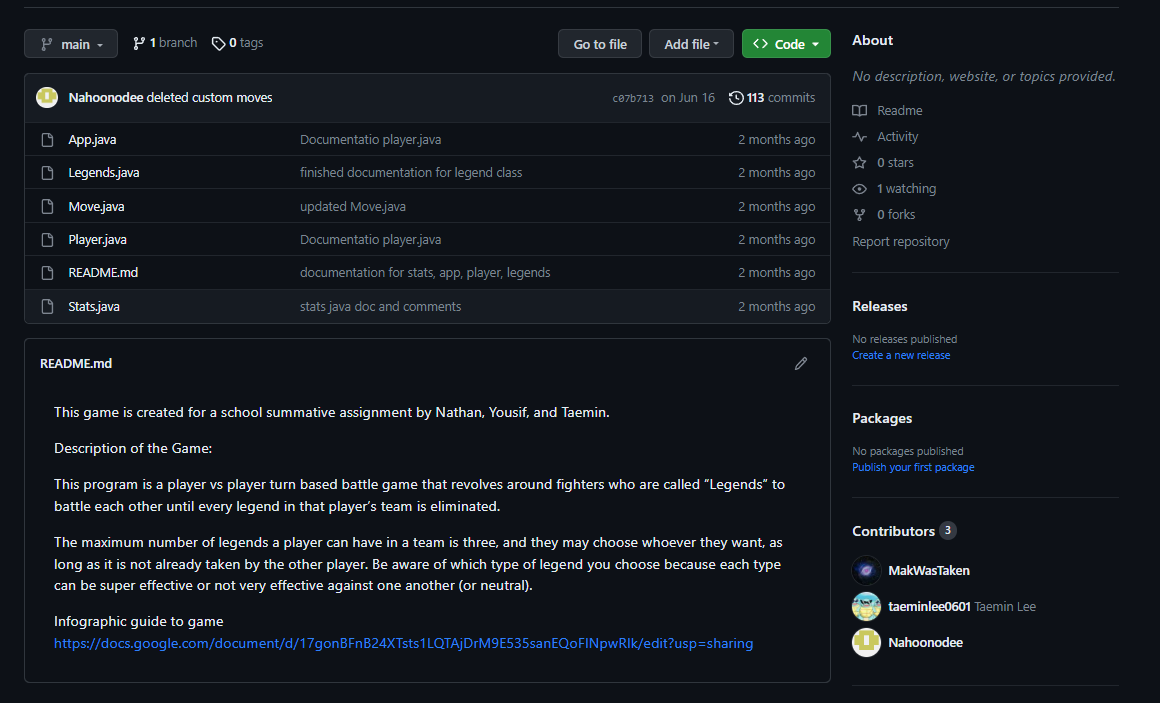 main
1 branch
0 tags
Go to file
Add file
Code
Nahoonodee deleted custom moves
c07b713 on Jun 16
113 commits
App.java Documentatio player.java 2 months ago
Legends.java finished documentation for legend class 2 months ago
Move.java updated Move.java 2 months ago
Player.java Documentatio player.java 2 months ago
README.md documentation for stats, app, player, legends 2 months ago
Stats.java stats java doc and comments 2 months ago
README.md
This game is created for a school summative assignment by Nathan, Yousif, and Taemin.
Description of the Game:
This program is a player vs player turn based battle game that revolves around fighters who are called “Legends” to
battle each other until every legend in that player’s team is eliminated.
The maximum number of legends a player can have in a team is three, and they may choose whoever they want, as
long as it is not already taken by the other player. Be aware of which type of legend you choose because each type
can be super effective or not very effective against one another (or neutral).
Infographic guide to game
https://docs.google.com/document/d/17gonBFnB24XTsts1LQTAjDrM9E535sanEQoFINpwRIk/edit?usp=sharing
About
No description, website, or topics provided.
Readme
Activity
0 stars
1 watching
0 forks
Report repository
Releases
No releases published
Create a new release
Packages
No packages published
Publish your first package
Contributors 3
MakWasTaken
taeminlee0601 Taemin Lee
Nahoonodee